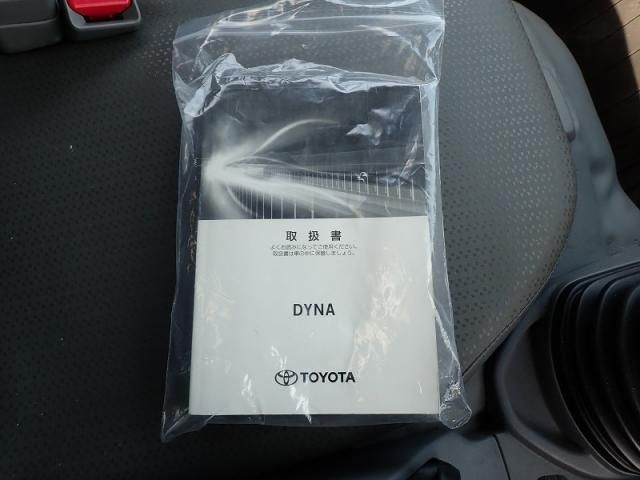 取扱書
よくお読みになってご使用ください。
取扱書は車の中に保管しましょう。
DYNA
TOYOTA